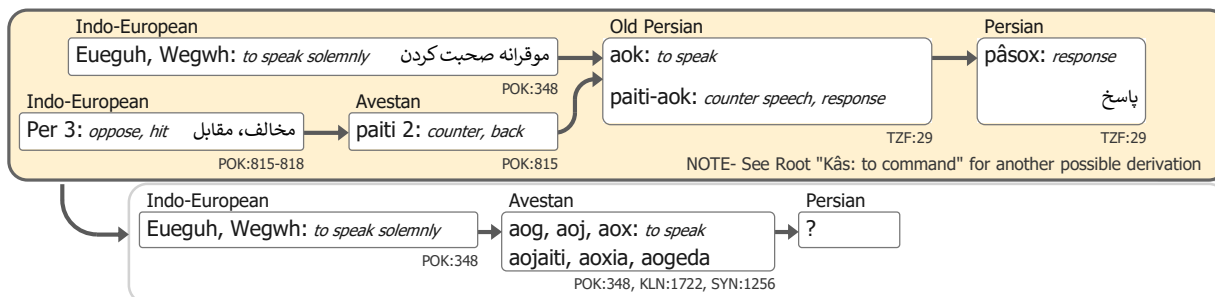 Indo-European
Eueguh, Wegwh: to speak solemnly موقرانه صحبت کردن
POK:348
Indo-European
Per 3: oppose, hit مخالف، مقابل
POK:815-818
Avestan
paiti 2: counter, back
POK:815
Old Persian
aok: to speak
paiti-aok: counter speech, response
TZF:29
Persian
pâsox: response
پاسخ
TZF:29
NOTE- See Root "Kâs: to command" for another possible derivation
Indo-European
Eueguh, Wegwh: to speak solemnly
POK:348
Avestan
aog, aoj, aox: to speak
aojaiti, aoxia, aogeda
POK:348, KLN:1722, SYN:1256
Persian
?